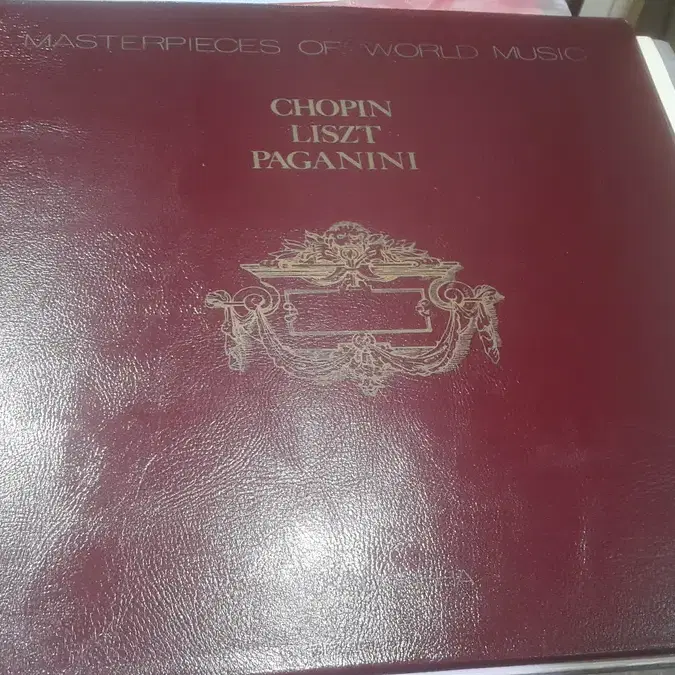 MASTERPIECES OF WORLD MUSIC
CHOPIN
LISZT
PAGANINI